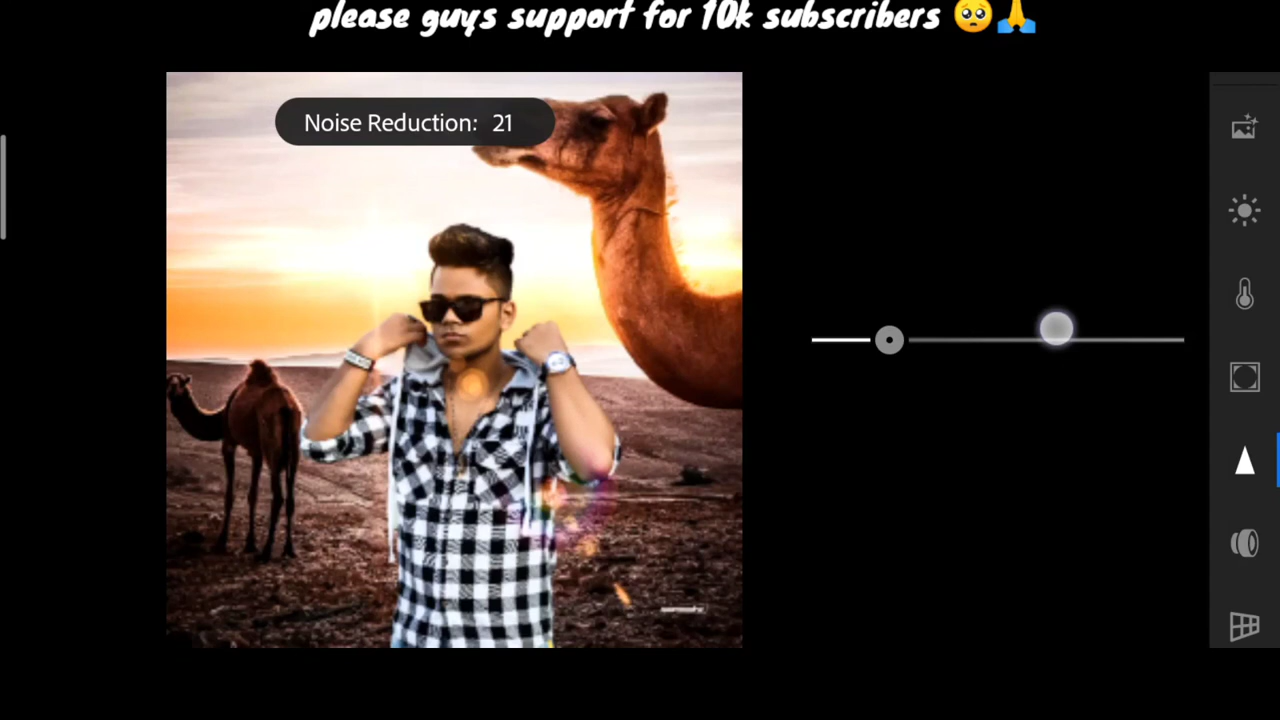 please guys support for 10k subscribers 🥺🙏
Noise Reduction: 21